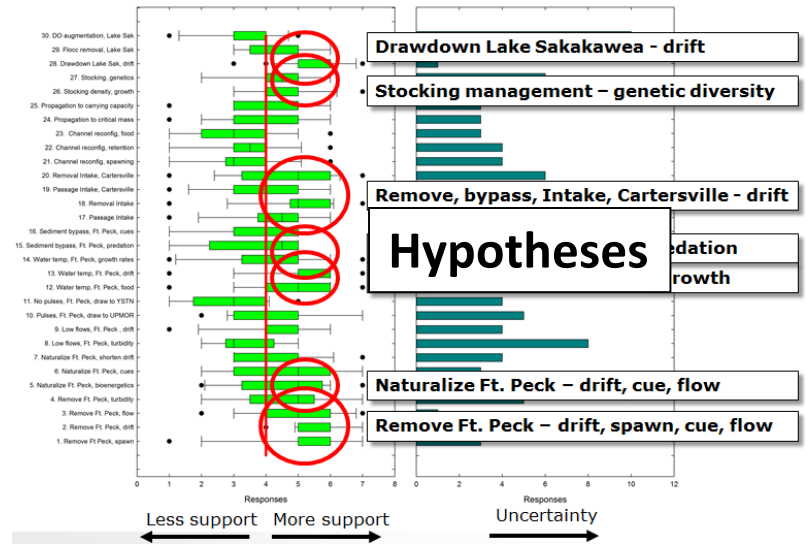 30. DO augmentation, Lake Sak
29. Flocc removal, Lake Sak
28. Drawdown Lake Sak, drift
27. Stocking, genetics
26. Stocking density, growth
25. Propagation to carrying capacity
24. Propagation to critical mass
23. Channel reconfig, food
22. Channel reconfig, retention
21. Channel reconfig, spawning
20. Removal Intake, Cartersville
19. Passage Intake, Cartersville
18. Removal Intake
17. Passage Intake
16. Sediment bypass, Ft. Peck, cues
15. Sediment bypass, Ft. Peck, predation
14. Water temp, Ft. Peck, growth rates
13. Water temp, Ft. Peck, drift
12. Water temp, Ft. Peck, food
11. No pulses, Ft. Peck, draw to YSTN
10. Pulses, Ft. Peck, draw to UPMOR
9. Low flows, Ft. Peck , drift
8. Low flows, Ft. Peck, turbidity
7. Naturalize Ft. Peck, shorten drift
6. Naturalize Ft. Peck, cues
5. Naturalize Ft. Peck, bioenergetics
4. Remove Ft. Peck, turbidity
3. Remove Ft. Peck, flow
2. Remove Ft. Peck, drift
1. Remove Ft Peck, spawn
0 1 2 3 4 5 6 7 8
Responses
Less support More support
Drawdown Lake Sakakawea - drift
Stocking management – genetic diversity
Remove, bypass, Intake, Cartersville - drift
Hypotheses
edation
rowth
Naturalize Ft. Peck – drift, cue, flow
Remove Ft. Peck – drift, spawn, cue, flow
0 2 4 6 8 10 12
Responses
Uncertainty